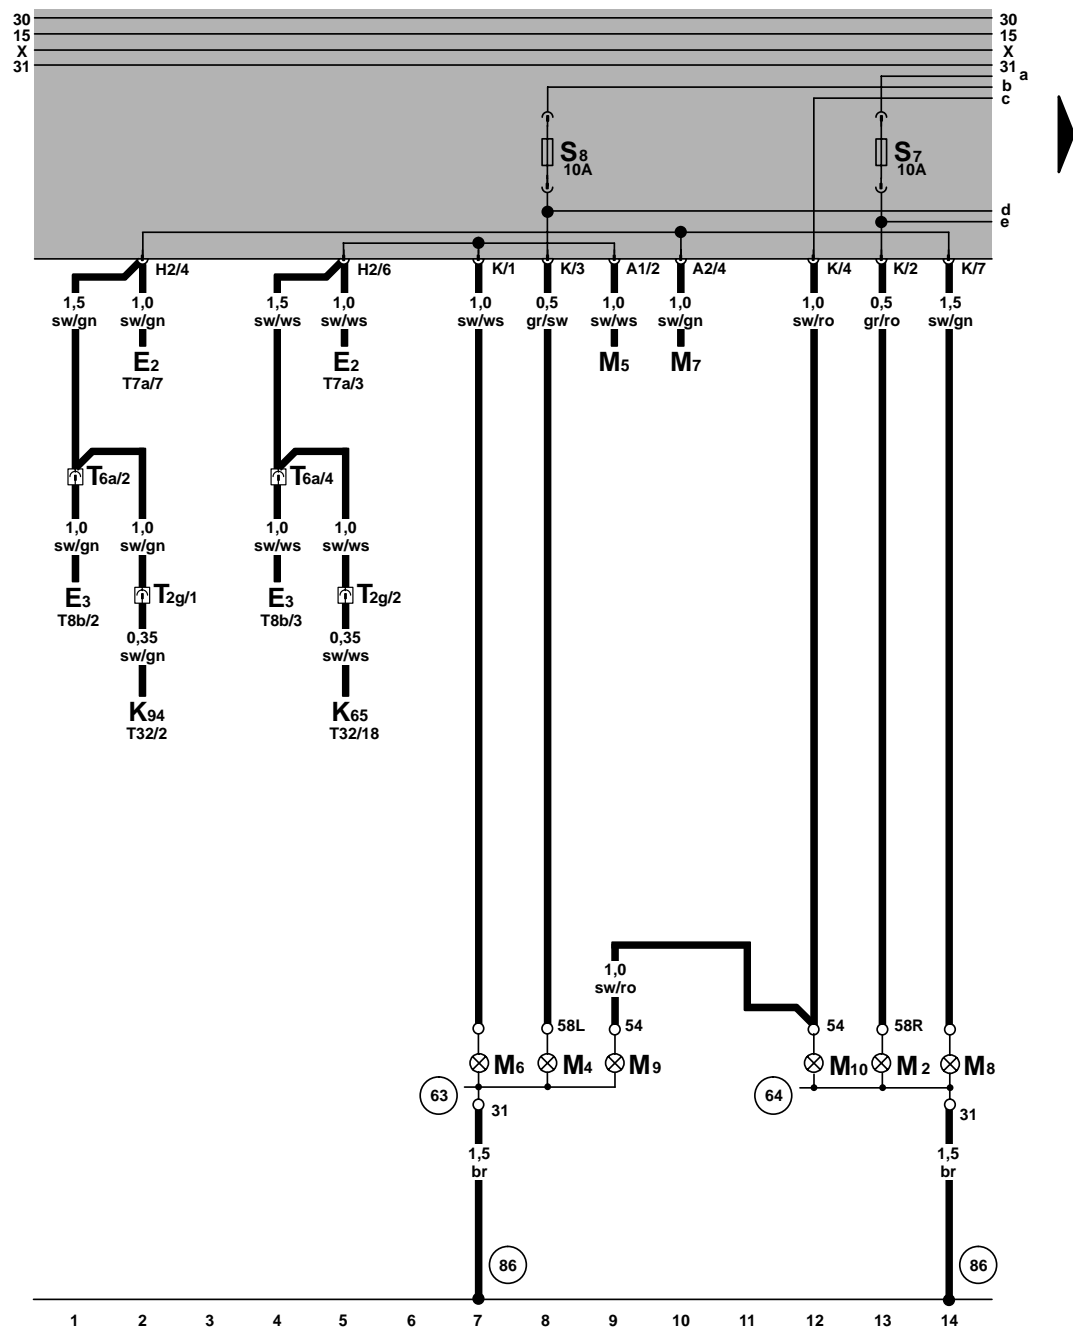 30 30
15 15
X X
31 31
a
b
c
S8 S7
10A 10A
d
e
H2/4 H2/6 K/1 K/3 A1/2 A2/4 K/4 K/2 K/7
1,5 1,0 1,5 1,0 1,0 0,5 1,0 1,0 1,0 0,5 1,5
sw/gn sw/gn sw/ws sw/ws sw/ws gr/sw sw/ws sw/gn sw/ro gr/ro sw/gn
E2 E2 M5 M7
T7a/7 T7a/3
T6a/2 T6a/4
1,0 1,0 1,0 1,0
sw/gn sw/gn sw/ws sw/ws
E3 T2g/1 E3 T2g/2
T8b/2 T8b/3
0,35 0,35
sw/gn sw/ws
K94 K65
T32/2 T32/18
1,0
sw/ro
58L 54 54 58R
M6 M4 M9 M10 M2 M8
63 64
31 31
1,5 1,5
br br
86 86
1 2 3 4 5 6 7 8 9 10 11 12 13 14